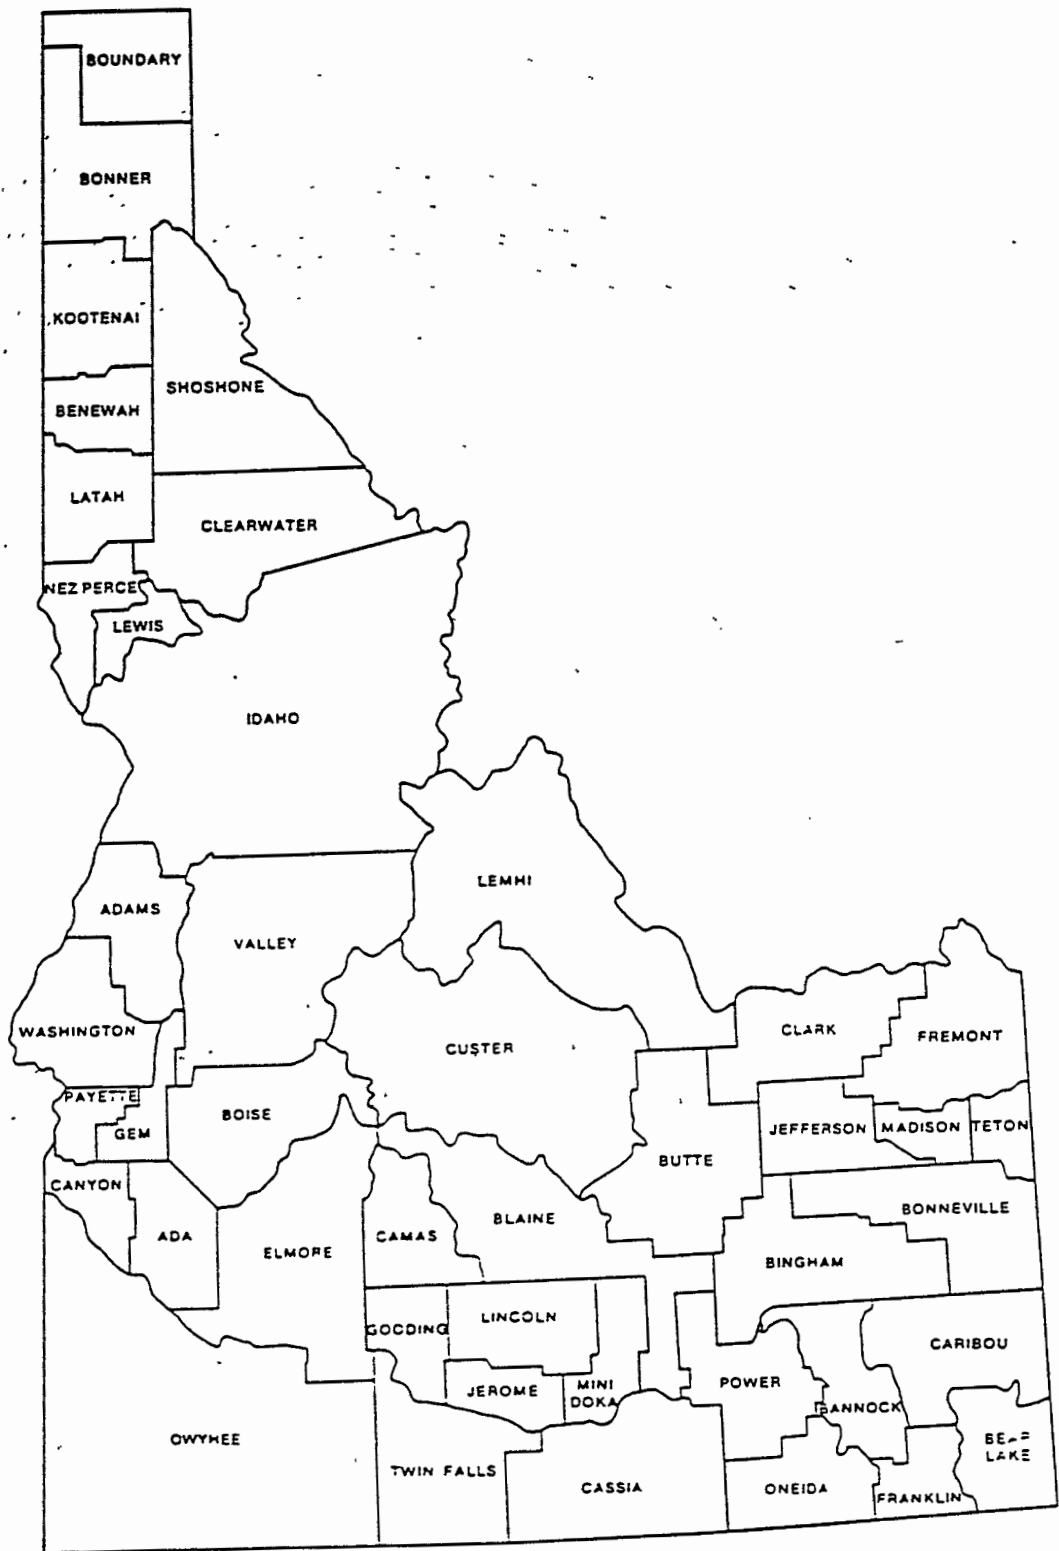 BOUNDARY
BONNER
KOOTENAI
SHOSHONE
BENEWAH
LATAH
CLEARWATER
NEZ PERCE
LEWIS
IDAHO
LEMHI
ADAMS
VALLEY
WASHINGTON
CUSTER
CLARK
FREMONT
PAYETTE
BOISE
GEM
JEFFERSON
MADISON
TETON
BUTTE
CANYON
ADA
ELMORE
CAMAS
BLAINE
BONNEVILLE
BINGHAM
GOODING
LINCOLN
CARIBOU
JEROME
MINI
DOKA
POWER
BANNOCK
OWYHEE
TWIN FALLS
CASSIA
ONEIDA
FRANKLIN
BEAR
LAKE